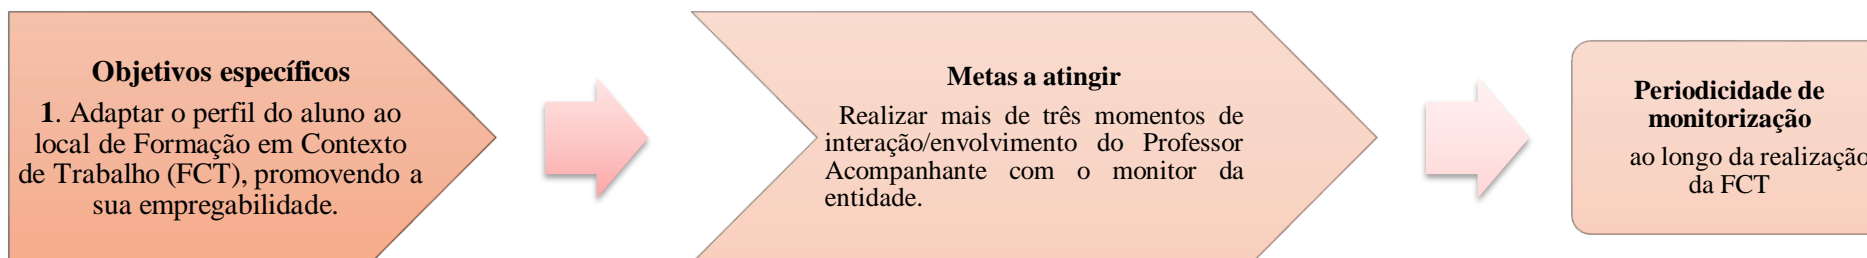 Objetivos específicos
1. Adaptar o perfil do aluno ao
local de Formação em Contexto
de Trabalho (FCT), promovendo a
sua empregabilidade.
Metas a atingir
Realizar mais de três momentos de
interação/envolvimento do Professor
Acompanhante com o monitor da
entidade.
Periodicidade de
monitorização
ao longo da realização
da FCT